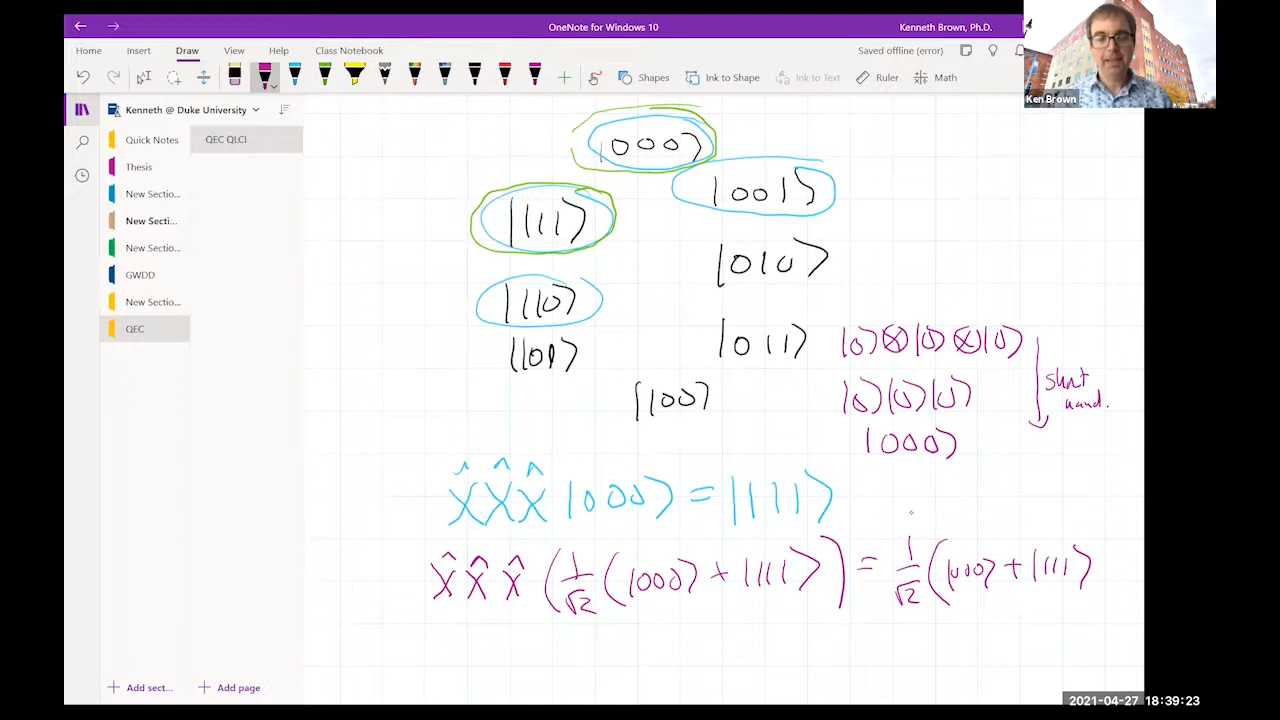 OneNote for Windows 10
Kenneth Brown, Ph.D.
Home Insert Draw View Help Class Notebook
Saved offline (error)
Shapes Ink to Shape Ink to Text Ruler Math
Ken Brown
Kenneth @ Duke University
Quick Notes
Thesis
New Section...
New Secti...
New Section...
GWDD
New Section...
QEC
QEC QLCI
|000⟩
|001⟩
|111⟩
|010⟩
|110⟩
|011⟩
|101⟩
|100⟩
|0⟩⊗|0⟩⊗|0⟩
|0⟩|0⟩|0⟩
|000⟩
Short
hand.
X̂X̂X̂|000⟩ = |111⟩
X̂X̂X̂(1/√2(|000⟩ + |111⟩)) = 1/√2(|000⟩ + |111⟩
Add sect... Add page
2021-04-27 18:39:23